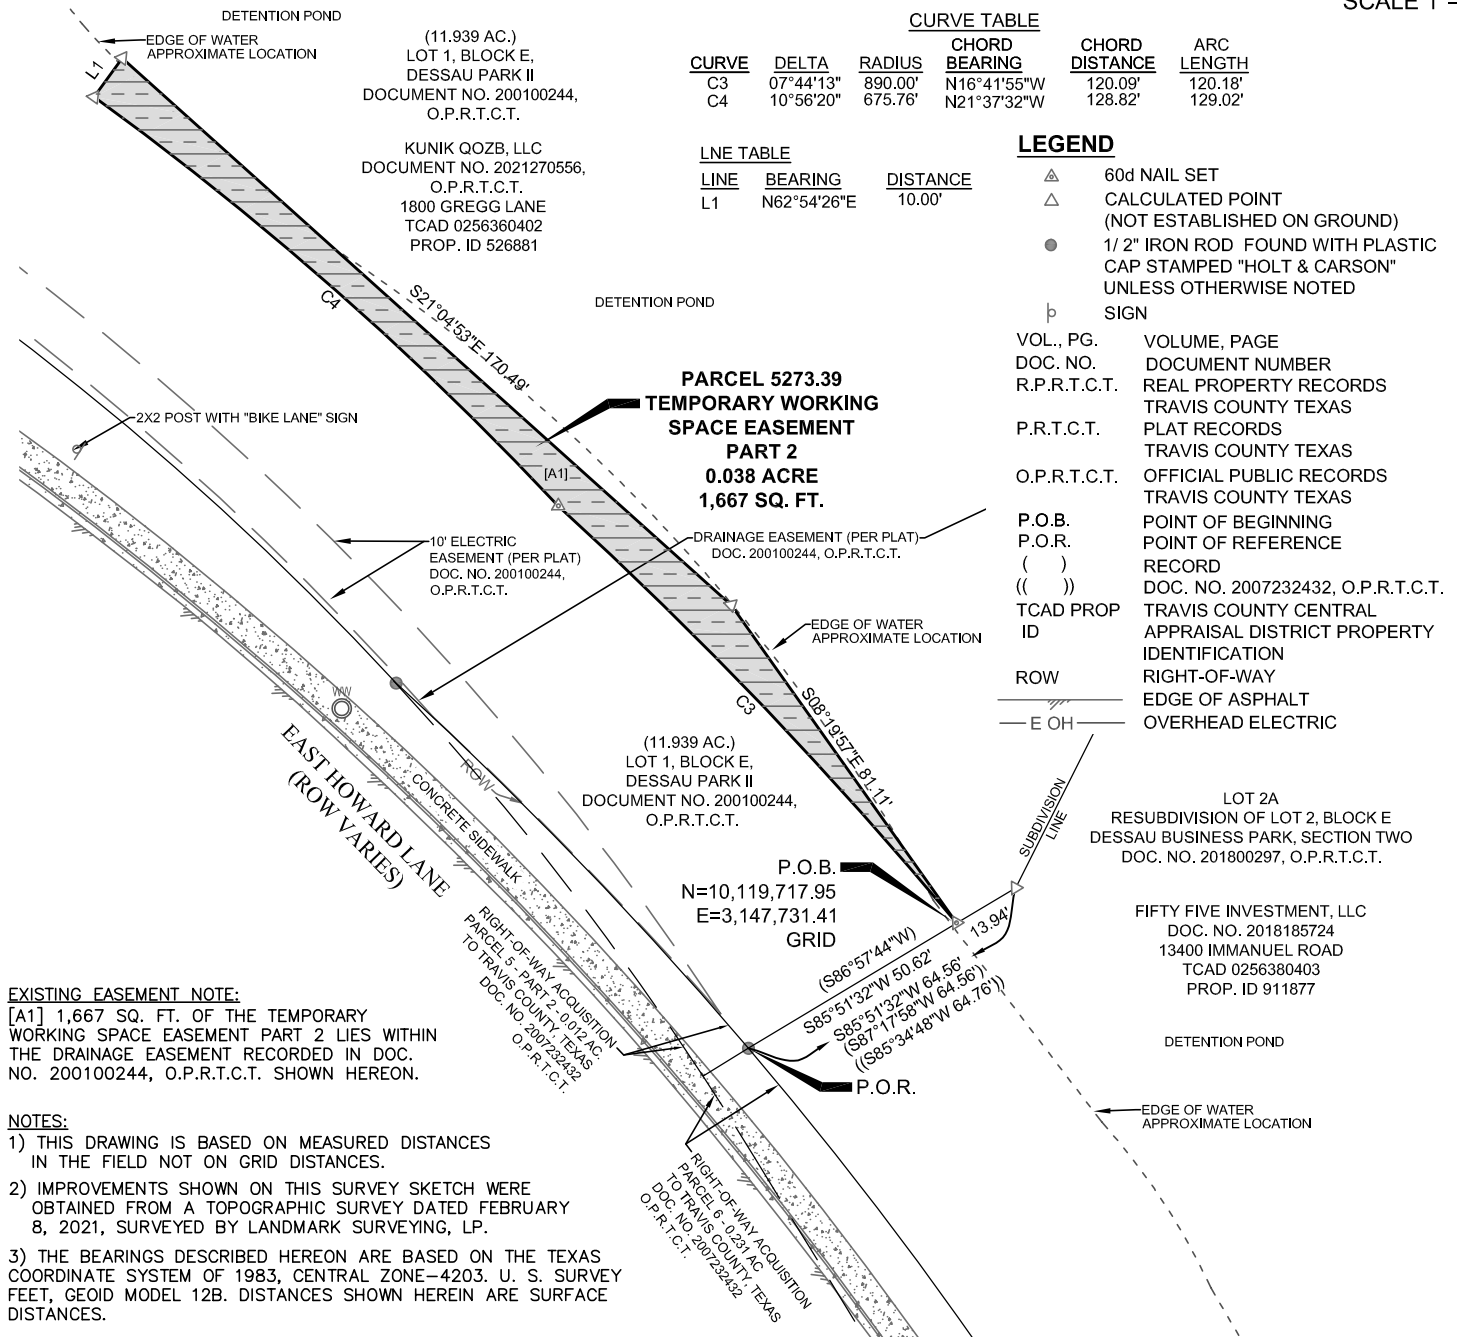 SCALE 1
DETENTION POND
EDGE OF WATER
APPROXIMATE LOCATION
L1
(11.939 AC.)
LOT 1, BLOCK E,
DESSAU PARK II
DOCUMENT NO. 200100244,
O.P.R.T.C.T.
KUNIK QOZB, LLC
DOCUMENT NO. 2021270556,
O.P.R.T.C.T.
1800 GREGG LANE
TCAD 0256360402
PROP. ID 526881
CURVE TABLE
CURVE DELTA RADIUS CHORD BEARING CHORD DISTANCE ARC LENGTH
C3 07°44'13" 890.00' N16°41'55"W 120.09' 120.18'
C4 10°56'20" 675.76' N21°37'32"W 128.82' 129.02'
LNE TABLE
LINE BEARING DISTANCE
L1 N62°54'26"E 10.00'
LEGEND
60d NAIL SET
CALCULATED POINT
(NOT ESTABLISHED ON GROUND)
1/ 2" IRON ROD FOUND WITH PLASTIC
CAP STAMPED "HOLT & CARSON"
UNLESS OTHERWISE NOTED
SIGN
VOL., PG. VOLUME, PAGE
DOC. NO. DOCUMENT NUMBER
R.P.R.T.C.T. REAL PROPERTY RECORDS
TRAVIS COUNTY TEXAS
P.R.T.C.T. PLAT RECORDS
TRAVIS COUNTY TEXAS
O.P.R.T.C.T. OFFICIAL PUBLIC RECORDS
TRAVIS COUNTY TEXAS
P.O.B. POINT OF BEGINNING
P.O.R. POINT OF REFERENCE
( ) RECORD
(( )) DOC. NO. 2007232432, O.P.R.T.C.T.
TCAD PROP TRAVIS COUNTY CENTRAL
ID APPRAISAL DISTRICT PROPERTY
IDENTIFICATION
ROW RIGHT-OF-WAY
EDGE OF ASPHALT
E OH OVERHEAD ELECTRIC
C4
S21°04'53"E 170.49'
DETENTION POND
PARCEL 5273.39
TEMPORARY WORKING
SPACE EASEMENT
PART 2
0.038 ACRE
1,667 SQ. FT.
[A1]
2X2 POST WITH "BIKE LANE" SIGN
10' ELECTRIC
EASEMENT (PER PLAT)
DOC. NO. 200100244,
O.P.R.T.C.T.
DRAINAGE EASEMENT (PER PLAT)
DOC. 200100244, O.P.R.T.C.T.
EDGE OF WATER
APPROXIMATE LOCATION
C3
S08°19'57"E 81.11'
WW
EAST HOWARD LANE
(ROW VARIES)
CONCRETE SIDEWALK
ROW
(11.939 AC.)
LOT 1, BLOCK E,
DESSAU PARK II
DOCUMENT NO. 200100244,
O.P.R.T.C.T.
P.O.B.
N=10,119,717.95
E=3,147,731.41
GRID
SUBDIVISION
LINE
LOT 2A
RESUBDIVISION OF LOT 2, BLOCK E
DESSAU BUSINESS PARK, SECTION TWO
DOC. NO. 201800297, O.P.R.T.C.T.
FIFTY FIVE INVESTMENT, LLC
DOC. NO. 2018185724
13400 IMMANUEL ROAD
TCAD 0256380403
PROP. ID 911877
DETENTION POND
EDGE OF WATER
APPROXIMATE LOCATION
13.94'
(S86°57'44"W)
S85°51'32"W 50.62'
S85°51'32"W 64.56'
(S87°17'58"W 64.56')
((S85°34'48"W 64.76'))
P.O.R.
RIGHT-OF-WAY ACQUISITION
PARCEL 5 - PART 2 - 0.012 AC.
TO TRAVIS COUNTY, TEXAS
DOC. NO. 2007232432
O.P.R.T.C.T.
RIGHT-OF-WAY ACQUISITION
PARCEL 6 - 0.231 AC
TO TRAVIS COUNTY, TEXAS
DOC. NO. 2007232432
O.P.R.T.C.T.
EXISTING EASEMENT NOTE:
[A1] 1,667 SQ. FT. OF THE TEMPORARY
WORKING SPACE EASEMENT PART 2 LIES WITHIN
THE DRAINAGE EASEMENT RECORDED IN DOC.
NO. 200100244, O.P.R.T.C.T. SHOWN HEREON.
NOTES:
1) THIS DRAWING IS BASED ON MEASURED DISTANCES
IN THE FIELD NOT ON GRID DISTANCES.
2) IMPROVEMENTS SHOWN ON THIS SURVEY SKETCH WERE
OBTAINED FROM A TOPOGRAPHIC SURVEY DATED FEBRUARY
8, 2021, SURVEYED BY LANDMARK SURVEYING, LP.
3) THE BEARINGS DESCRIBED HEREON ARE BASED ON THE TEXAS
COORDINATE SYSTEM OF 1983, CENTRAL ZONE–4203. U. S. SURVEY
FEET, GEOID MODEL 12B. DISTANCES SHOWN HEREIN ARE SURFACE
DISTANCES.